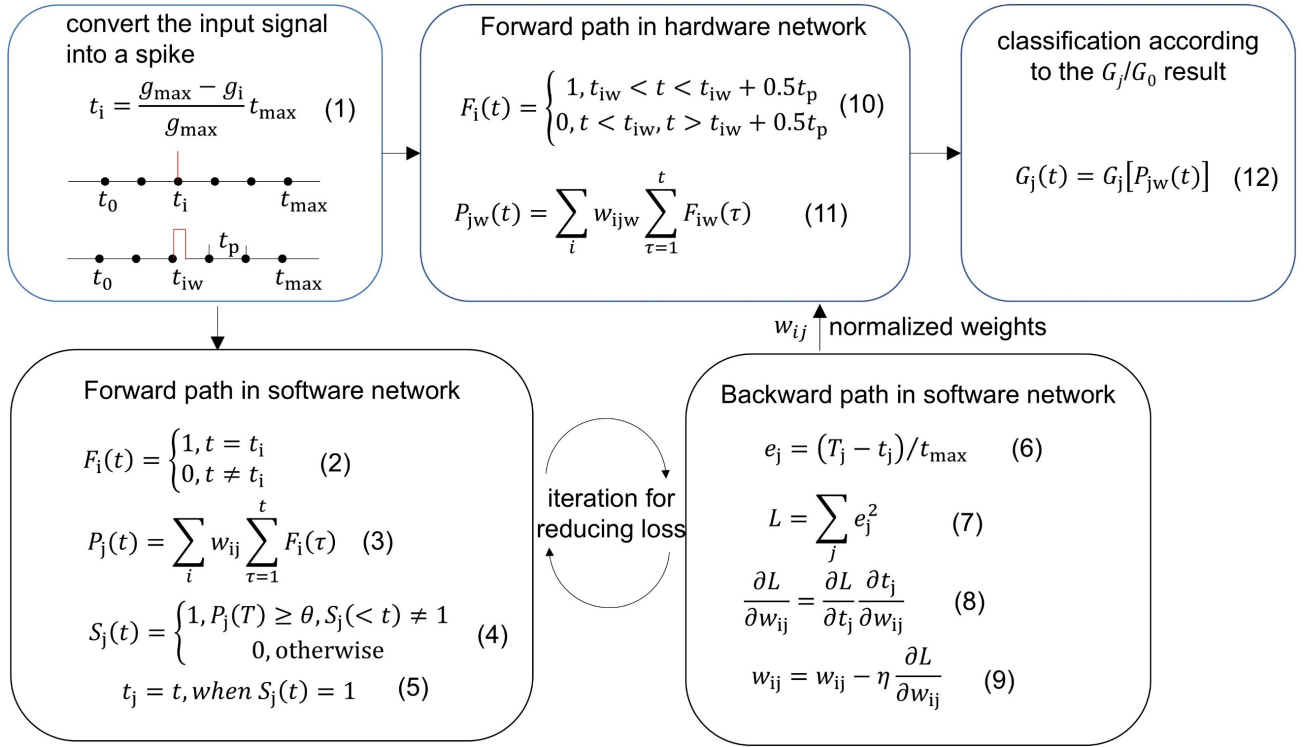 convert the input signal
into a spike
t_i = (g_max − g_i)/g_max t_max (1)
t_0 t_i t_max
t_p
t_0 t_iw t_max
Forward path in hardware network
F_i(t) = { 1, t_iw < t < t_iw + 0.5t_p
0, t < t_iw, t > t_iw + 0.5t_p (10)
P_jw(t) = ∑_i w_ijw ∑_{τ=1}^{t} F_iw(τ) (11)
classification according
to the G_j/G_0 result
G_j(t) = G_j[P_jw(t)] (12)
w_ij normalized weights
Forward path in software network
F_i(t) = { 1, t = t_i
0, t ≠ t_i (2)
P_j(t) = ∑_i w_ij ∑_{τ=1}^{t} F_i(τ) (3)
S_j(t) = { 1, P_j(T) ≥ θ, S_j(< t) ≠ 1
0, otherwise (4)
t_j = t, when S_j(t) = 1 (5)
iteration for
reducing loss
Backward path in software network
e_j = (T_j − t_j)/t_max (6)
L = ∑_j e_j^2 (7)
∂L/∂w_ij = ∂L/∂t_j ∂t_j/∂w_ij (8)
w_ij = w_ij − η ∂L/∂w_ij (9)